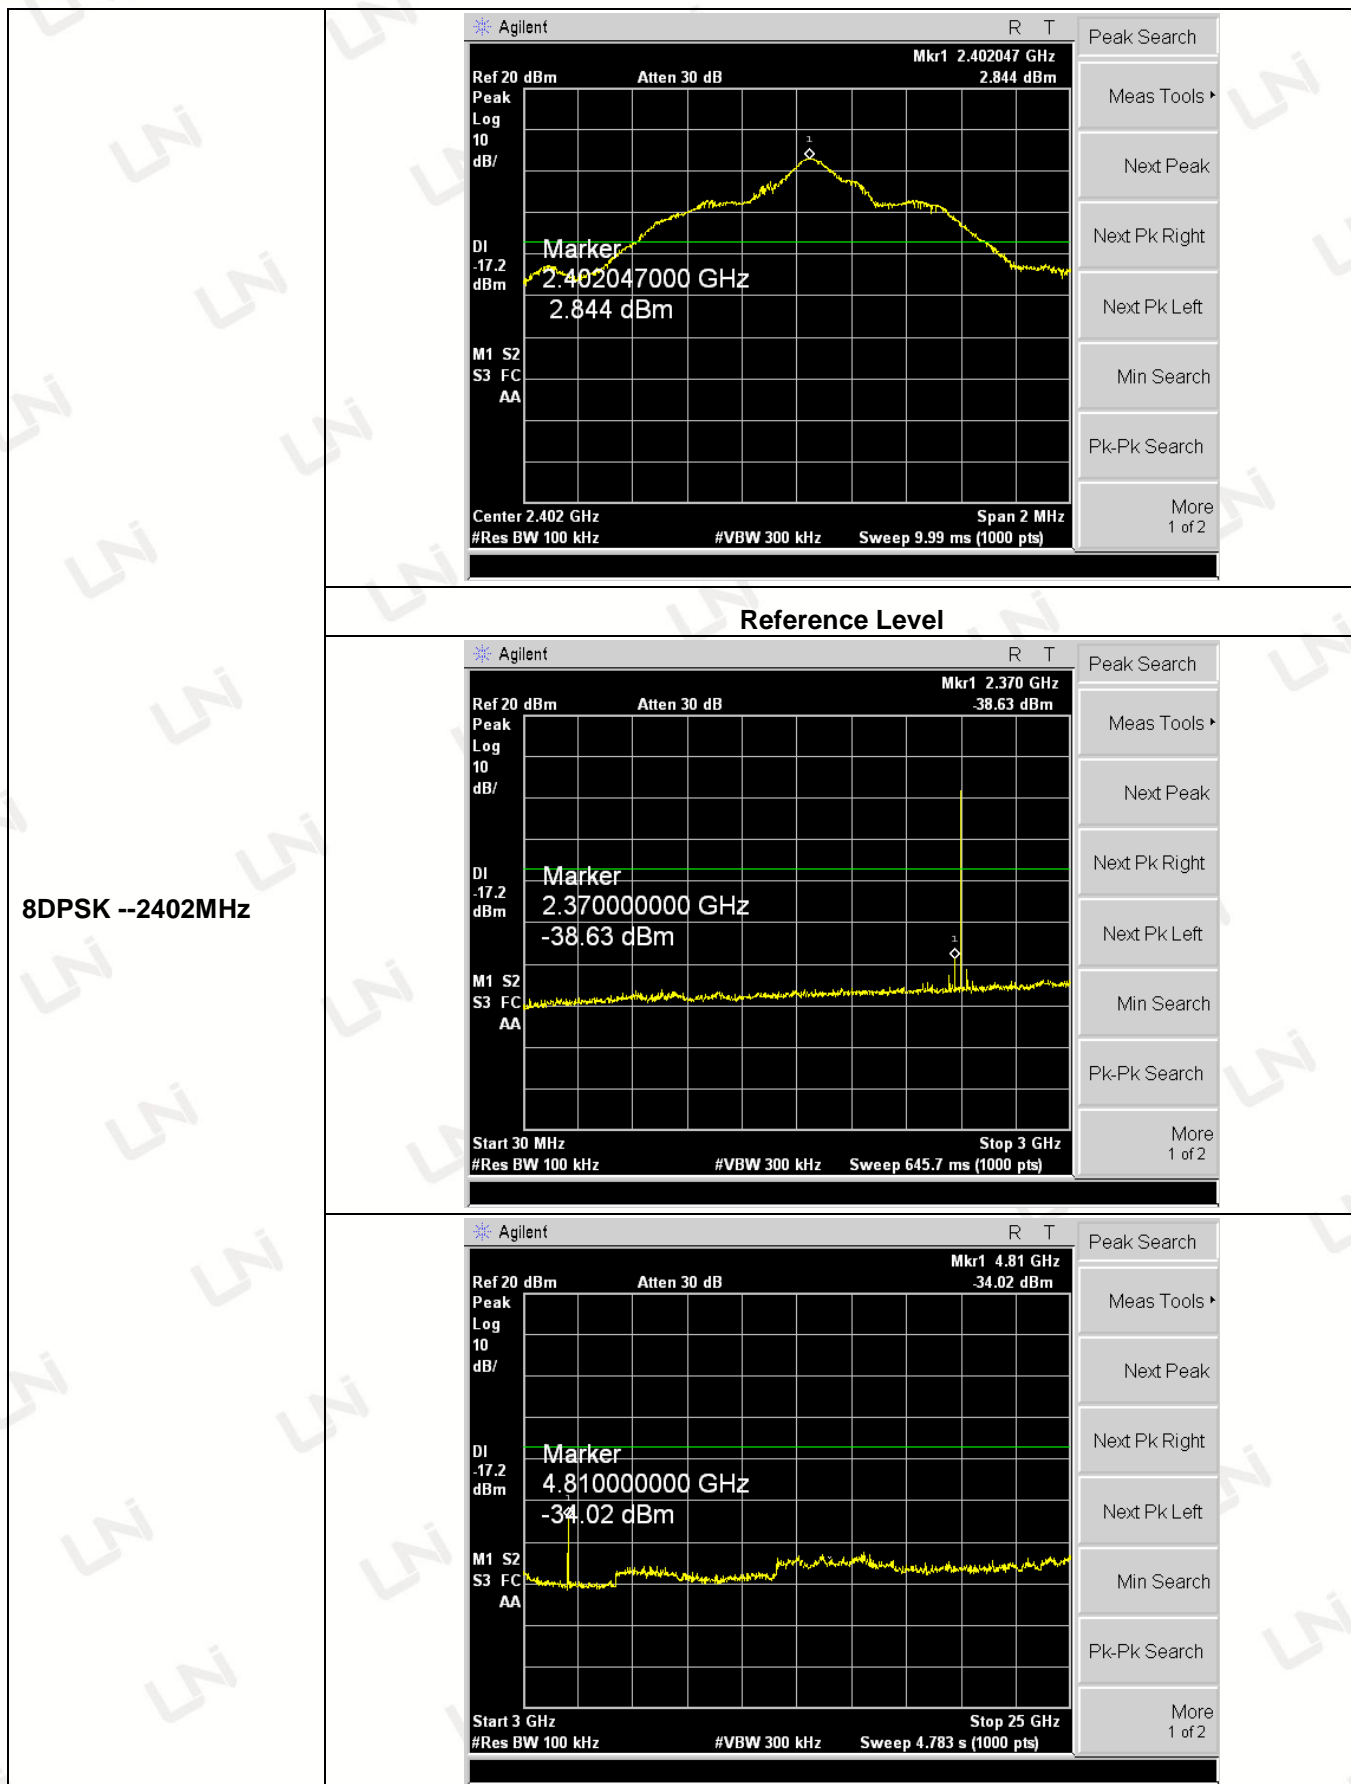 8DPSK --2402MHz
Agilent R T
Peak Search
Mkr1 2.402047 GHz
Ref 20 dBm Atten 30 dB 2.844 dBm
Peak
Log
10
dB/
1
DI
-17.2
dBm
Marker
2.402047000 GHz
2.844 dBm
M1 S2
S3 FC
AA
Center 2.402 GHz Span 2 MHz
#Res BW 100 kHz #VBW 300 kHz Sweep 9.99 ms (1000 pts)
Meas Tools
Next Peak
Next Pk Right
Next Pk Left
Min Search
Pk-Pk Search
More
1 of 2
Reference Level
Agilent R T
Peak Search
Mkr1 2.370 GHz
Ref 20 dBm Atten 30 dB -38.63 dBm
Peak
Log
10
dB/
DI
-17.2
dBm
Marker
2.370000000 GHz
-38.63 dBm
1
M1 S2
S3 FC
AA
Start 30 MHz Stop 3 GHz
#Res BW 100 kHz #VBW 300 kHz Sweep 645.7 ms (1000 pts)
Meas Tools
Next Peak
Next Pk Right
Next Pk Left
Min Search
Pk-Pk Search
More
1 of 2
Agilent R T
Peak Search
Mkr1 4.81 GHz
Ref 20 dBm Atten 30 dB -34.02 dBm
Peak
Log
10
dB/
DI
-17.2
dBm
Marker
4.810000000 GHz
1
-34.02 dBm
M1 S2
S3 FC
AA
Start 3 GHz Stop 25 GHz
#Res BW 100 kHz #VBW 300 kHz Sweep 4.783 s (1000 pts)
Meas Tools
Next Peak
Next Pk Right
Next Pk Left
Min Search
Pk-Pk Search
More
1 of 2